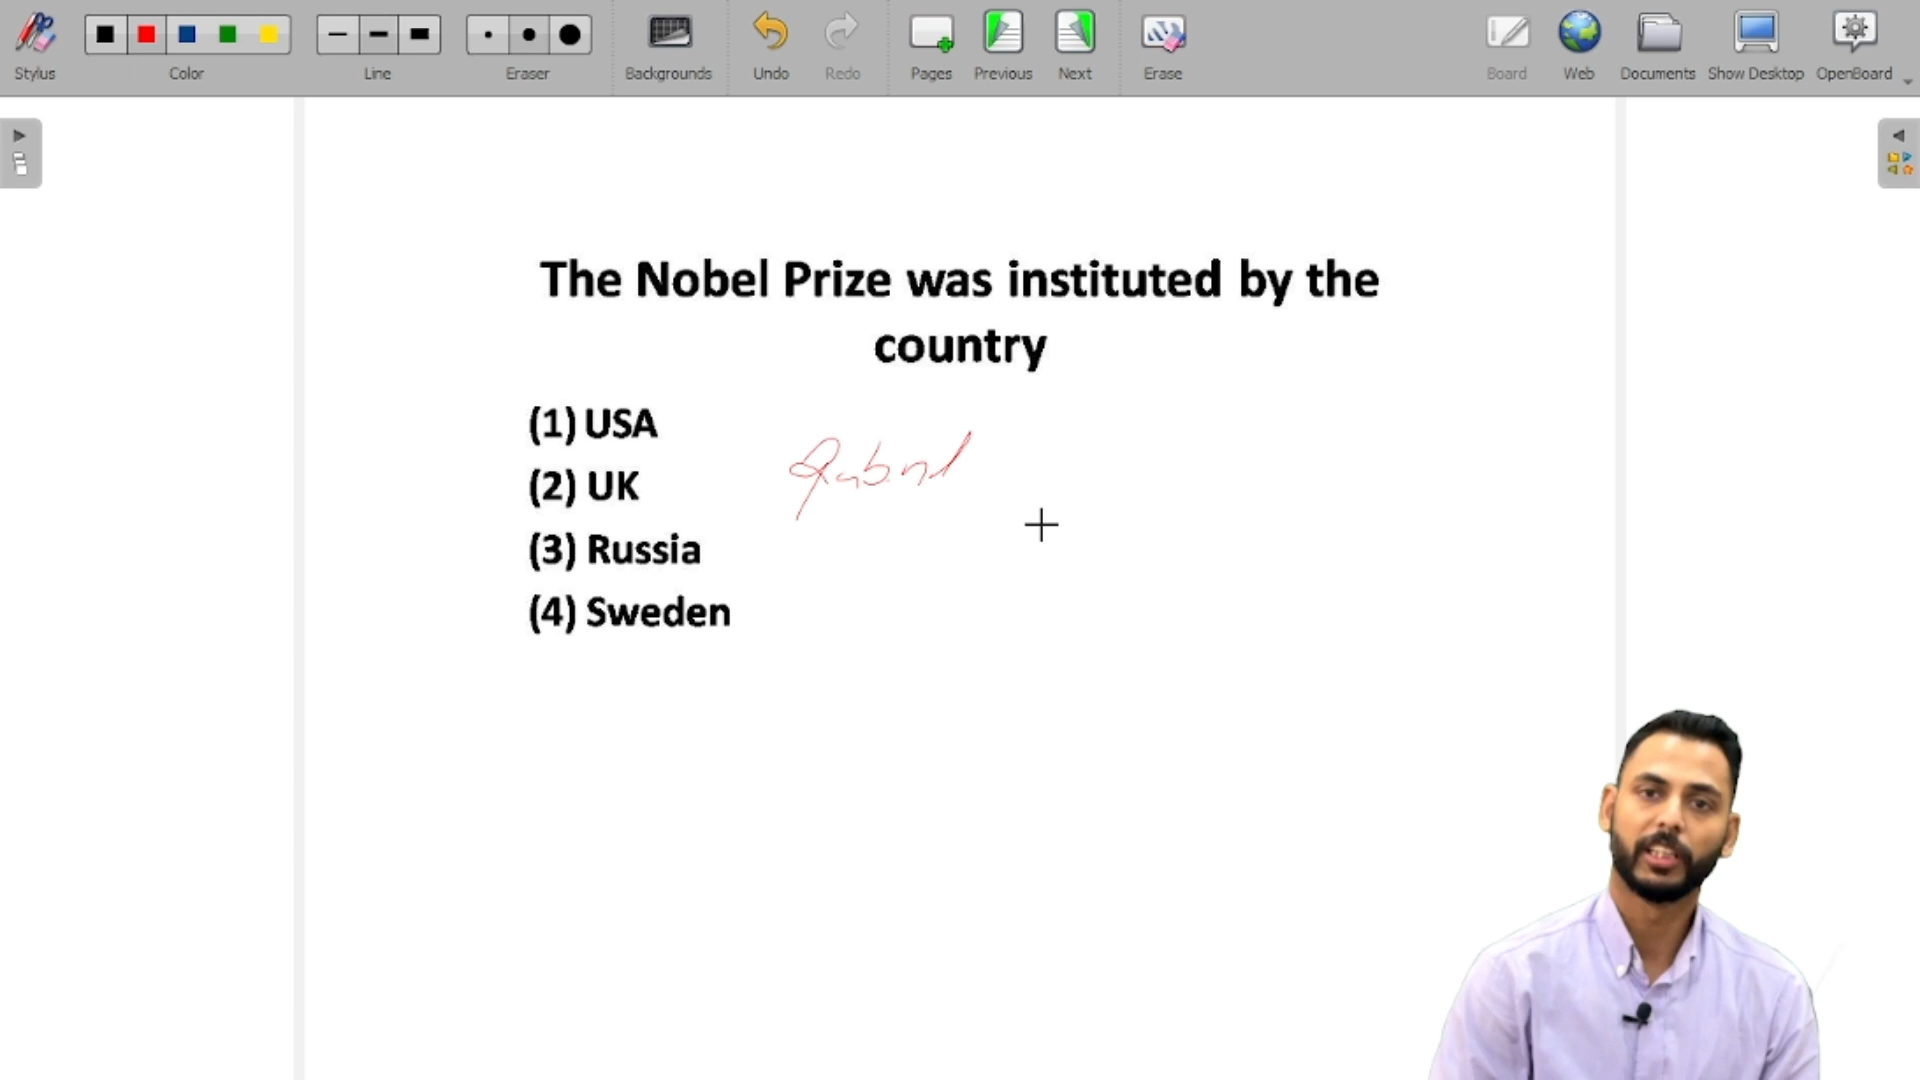 Stylus
Color
Line
Eraser
Backgrounds
Undo
Redo
Pages
Previous
Next
Erase
Board
Web
Documents
Show Desktop
OpenBoard
The Nobel Prize was instituted by the
country
(1) USA
(2) UK
(3) Russia
(4) Sweden